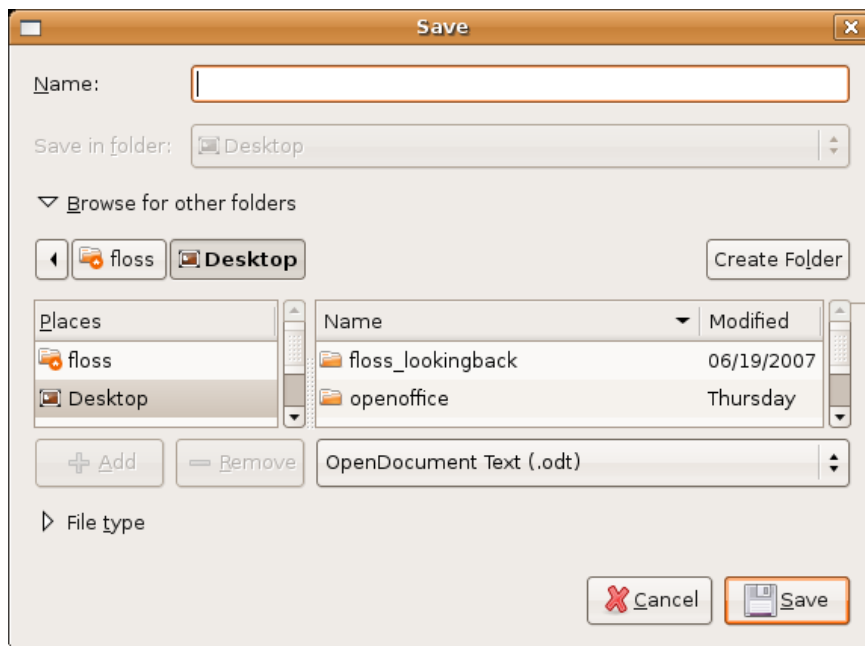 Save
Name:
Save in folder: Desktop
Browse for other folders
floss Desktop Create Folder
Places Name Modified
floss floss_lookingback 06/19/2007
Desktop openoffice Thursday
Add Remove OpenDocument Text (.odt)
File type
Cancel Save